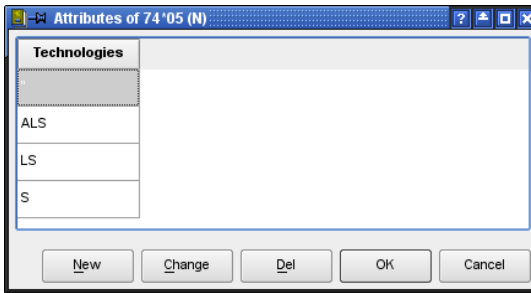 Attributes of 74*05 (N)
Technologies
*
ALS
LS
S
New Change Del OK Cancel